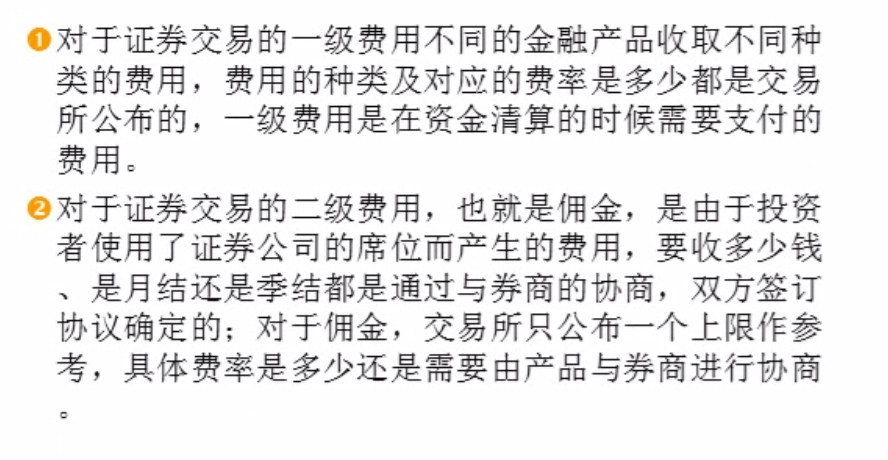 ❶对于证券交易的一级费用不同的金融产品收取不同种
类的费用，费用的种类及对应的费率是多少都是交易
所公布的，一级费用是在资金清算的时候需要支付的
费用。
❷对于证券交易的二级费用，也就是佣金，是由于投资
者使用了证券公司的席位而产生的费用，要收多少钱
、是月结还是季结都是通过与券商的协商，双方签订
协议确定的；对于佣金，交易所只公布一个上限作参
考，具体费率是多少还是需要由产品与券商进行协商
。